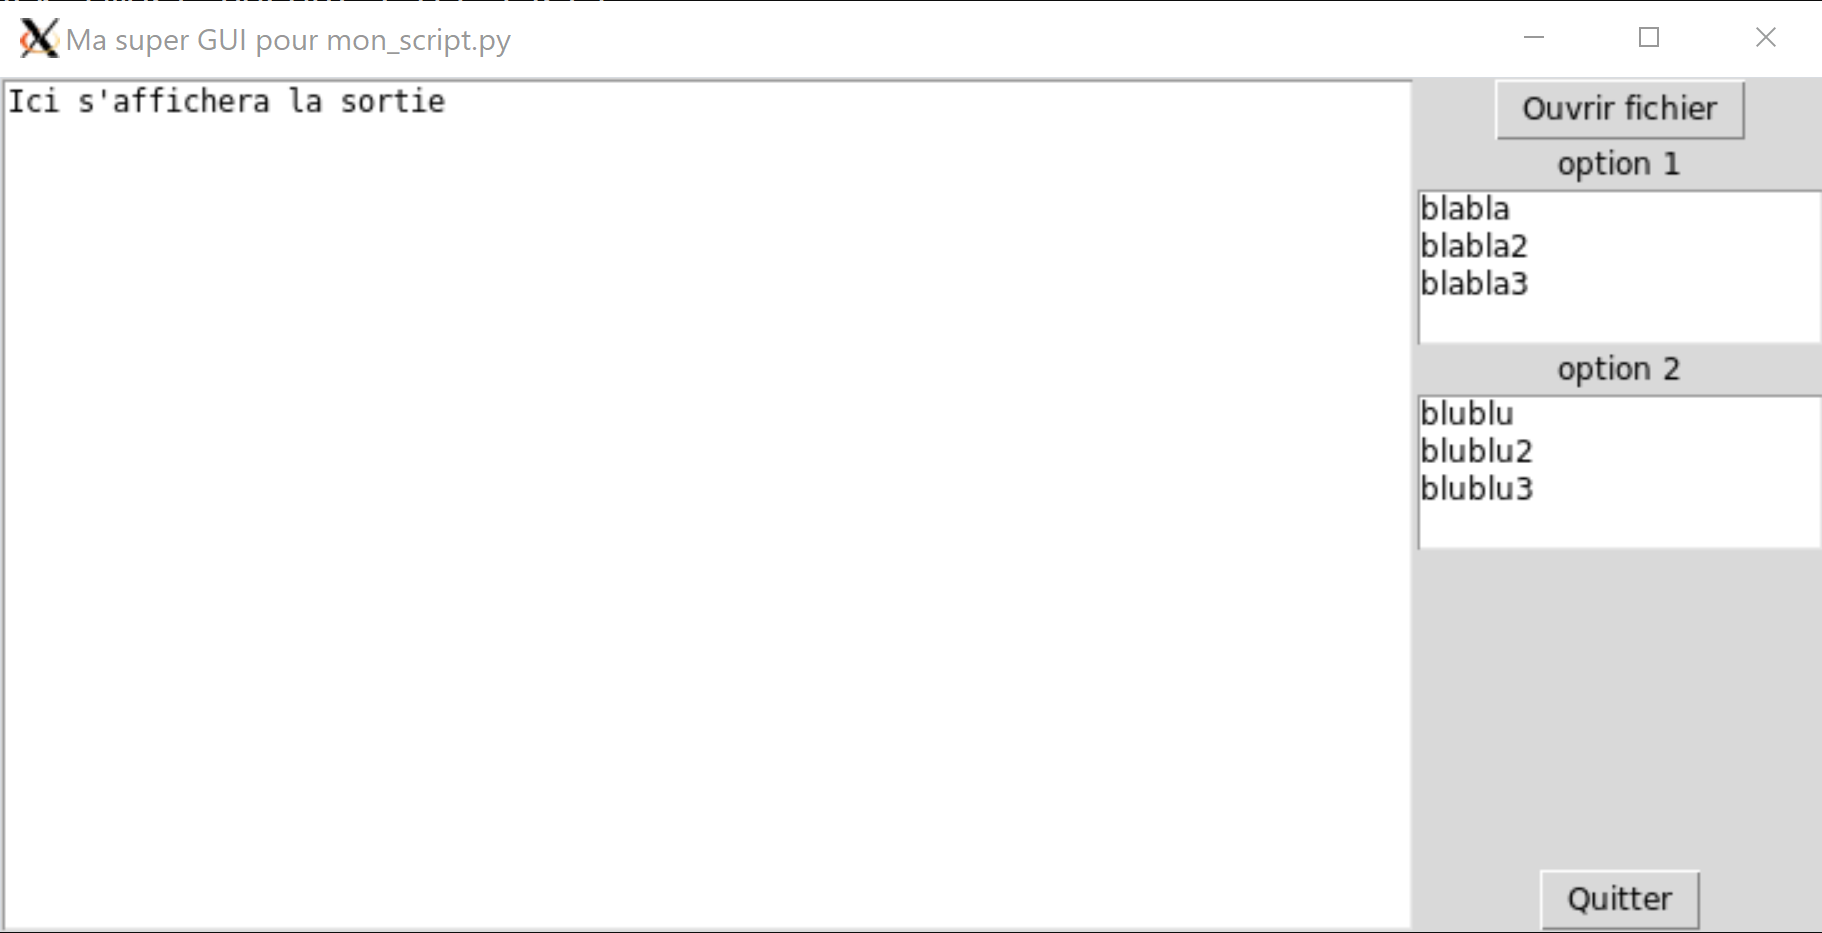 Ma super GUI pour mon_script.py
Ici s'affichera la sortie
Ouvrir fichier
option 1
blabla
blabla2
blabla3
option 2
blublu
blublu2
blublu3
Quitter